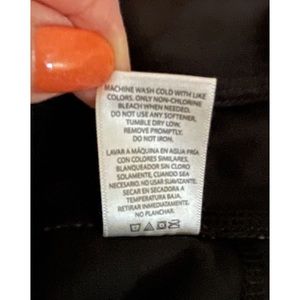 MACHINE WASH COLD WITH LIKE
COLORS. ONLY NON-CHLORINE
BLEACH WHEN NEEDED.
DO NOT USE ANY SOFTENER.
TUMBLE DRY LOW.
REMOVE PROMPTLY.
DO NOT IRON.
LAVAR A MÁQUINA EN AGUA FRÍA
CON COLORES SIMILARES.
BLANQUEADOR SIN CLORO
SOLAMENTE, CUANDO SEA
NECESARIO. NO USAR SUAVIZANTE.
SECAR EN SECADORA A
TEMPERATURA BAJA.
RETIRAR INMEDIATAMENTE.
NO PLANCHAR.